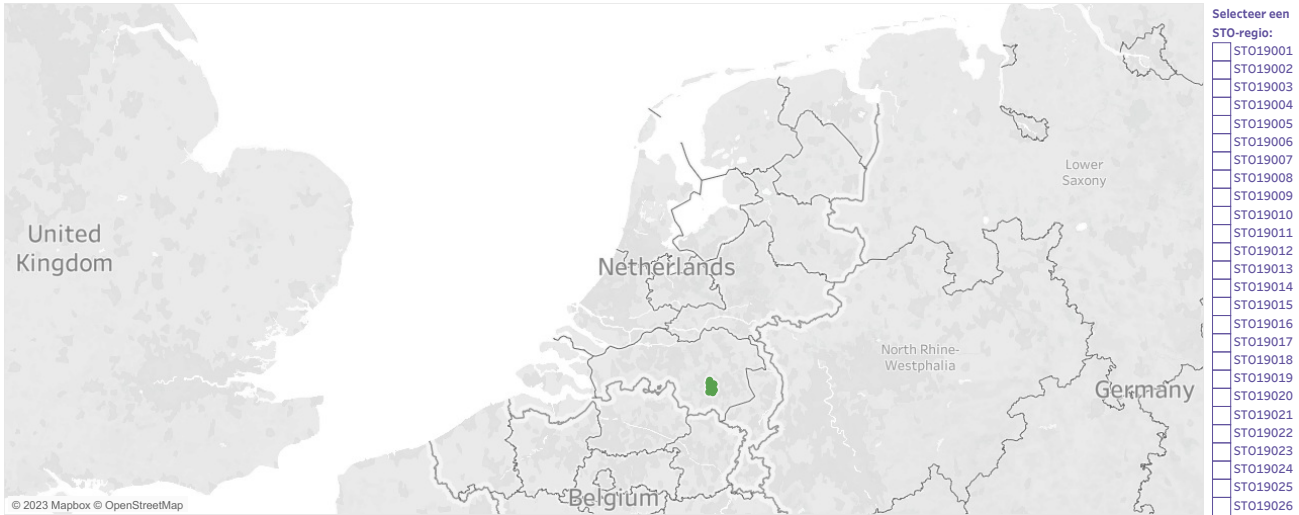 United
Kingdom
Netherlands
Lower
Saxony
North Rhine-
Westphalia
Germany
Belgium
© 2023 Mapbox © OpenStreetMap
Selecteer een
STO-regio:
STO19001
STO19002
STO19003
STO19004
STO19005
STO19006
STO19007
STO19008
STO19009
STO19010
STO19011
STO19012
STO19013
STO19014
STO19015
STO19016
STO19017
STO19018
STO19019
STO19020
STO19021
STO19022
STO19023
STO19024
STO19025
STO19026